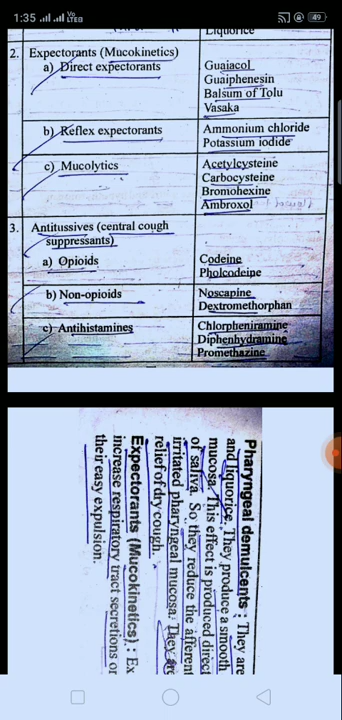 1:35
Vo
LTE
49
Liquorice
2. Expectorants (Mucokinetics)
a) Direct expectorants
Guaiacol
Guaiphenesin
Balsum of Tolu
Vasaka
b) Reflex expectorants
Ammonium chloride
Potassium iodide
c) Mucolytics
Acetylcysteine
Carbocysteine
Bromohexine
Ambroxol
3. Antitussives (central cough
suppressants)
a) Opioids
Codeine
Pholcodeine
b) Non-opioids
Noscapine
Dextromethorphan
c) Antihistamines
Chlorpheniramine
Diphenhydramine
Promethazine
Pharyngeal demulcents : They are
and liquorice. They produce a smooth
mucosa. This effect is produced direct
of saliva. So they reduce the afferent
irritated pharyngeal mucosa. They are
relief of dry cough.
Expectorants (Mucokinetics) : Ex
increase respiratory tract secretions or
their easy expulsion.